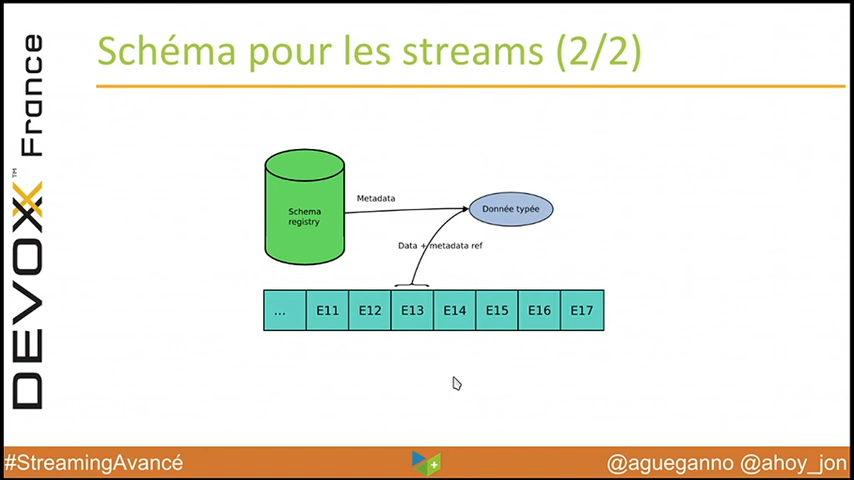 Schéma pour les streams (2/2)
DEVOXX™ France
Schema
registry
Metadata
Donnée typée
Data + metadata ref
... E11 E12 E13 E14 E15 E16 E17
#StreamingAvancé
@agueganno @ahoy_jon